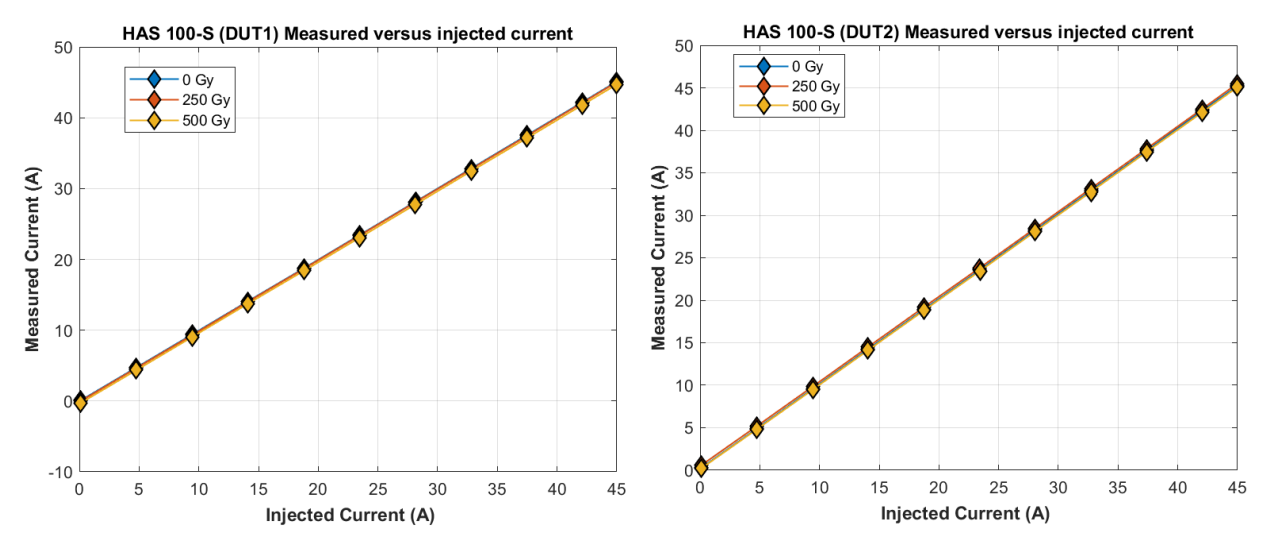 HAS 100-S (DUT1) Measured versus injected current
50
40
30
20
10
0
-10
0 Gy
250 Gy
500 Gy
Measured Current (A)
0 5 10 15 20 25 30 35 40 45
Injected Current (A)
HAS 100-S (DUT2) Measured versus injected current
50
45
40
35
30
25
20
15
10
5
0
0 Gy
250 Gy
500 Gy
Measured Current (A)
0 5 10 15 20 25 30 35 40 45
Injected Current (A)